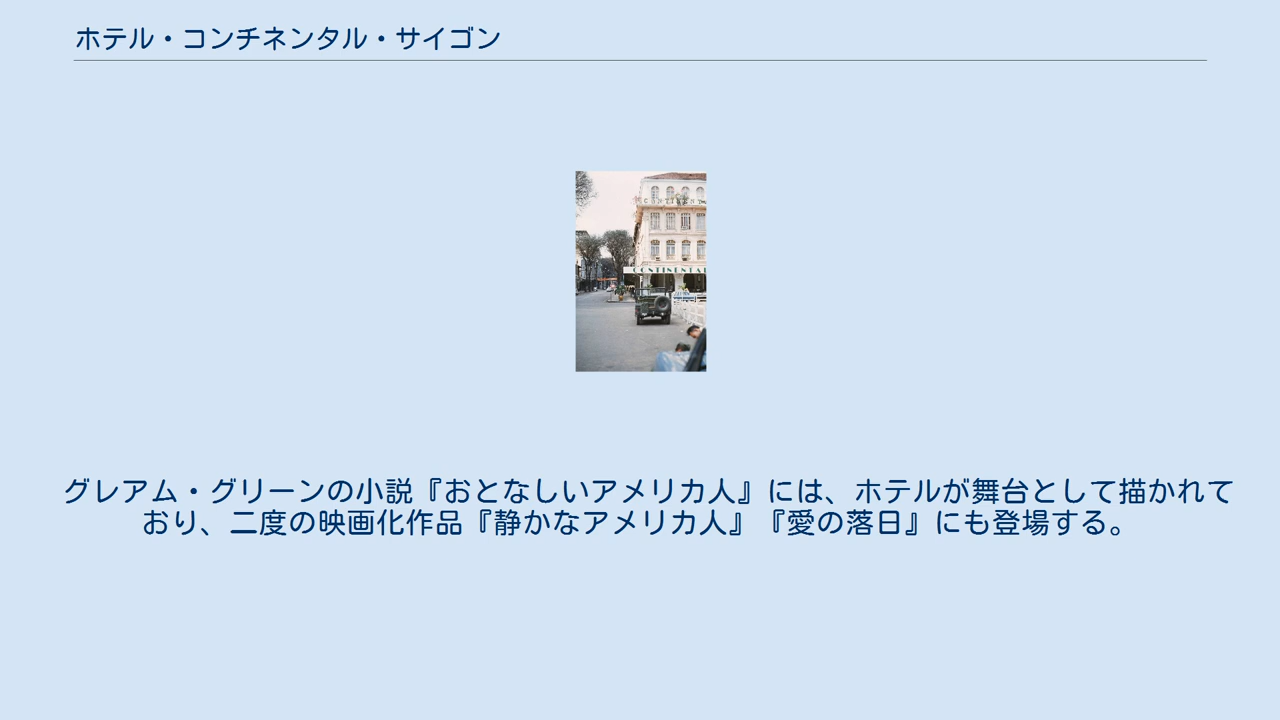 ホテル・コンチネンタル・サイゴン
CONTINENTAL
グレアム・グリーンの小説『おとなしいアメリカ人』には、ホテルが舞台として描かれて
おり、二度の映画化作品『静かなアメリカ人』『愛の落日』にも登場する。